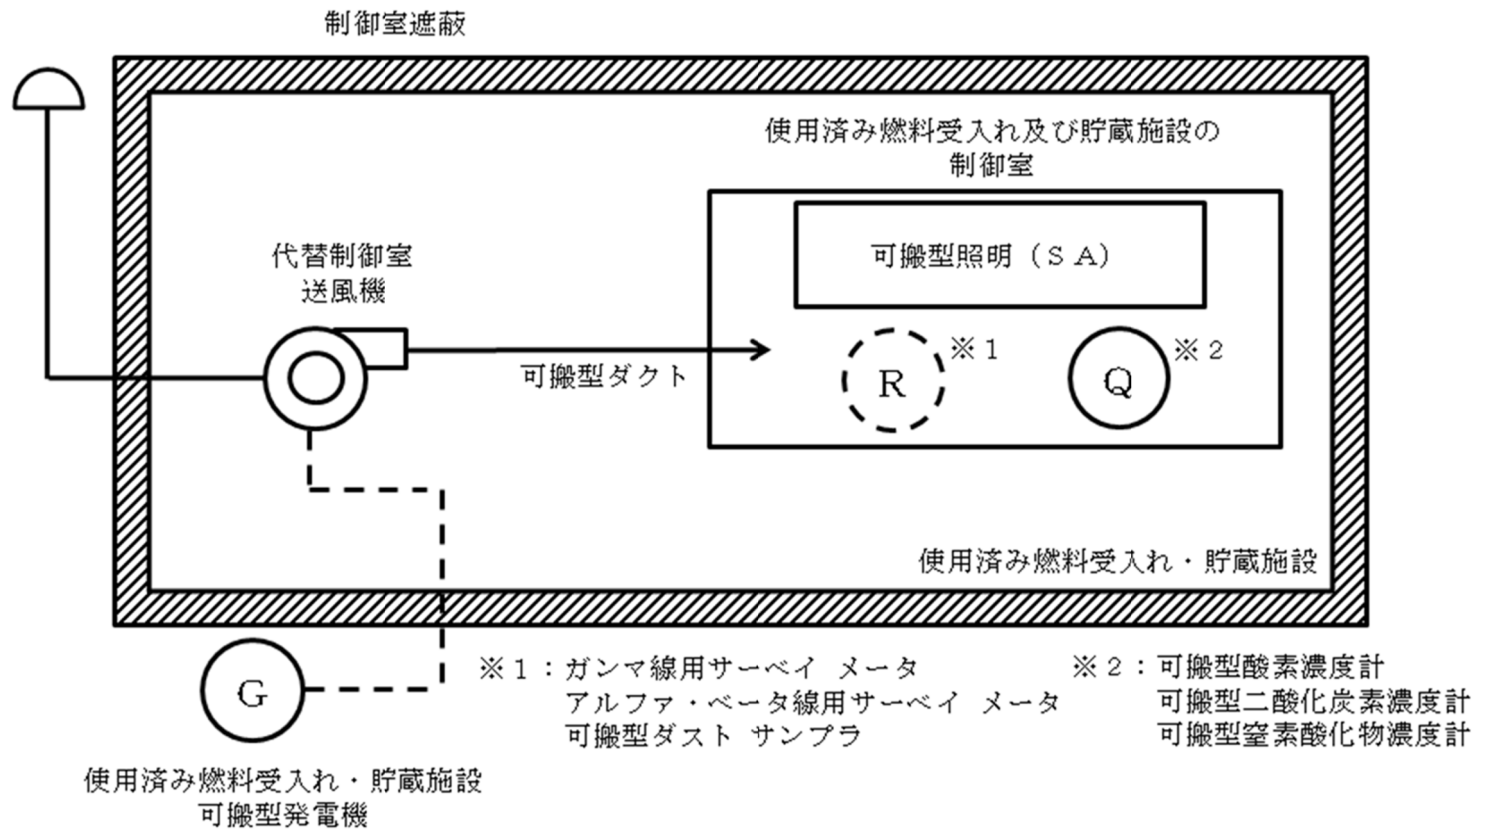 制御室遮蔽
使用済み燃料受入れ及び貯蔵施設の
制御室
可搬型照明（ＳＡ）
代替制御室
送風機
可搬型ダクト
R
※１
Q
※２
使用済み燃料受入れ・貯蔵施設
G
使用済み燃料受入れ・貯蔵施設
可搬型発電機
※１：ガンマ線用サーベイ メータ
アルファ・ベータ線用サーベイ メータ
可搬型ダスト サンプラ
※２：可搬型酸素濃度計
可搬型二酸化炭素濃度計
可搬型窒素酸化物濃度計